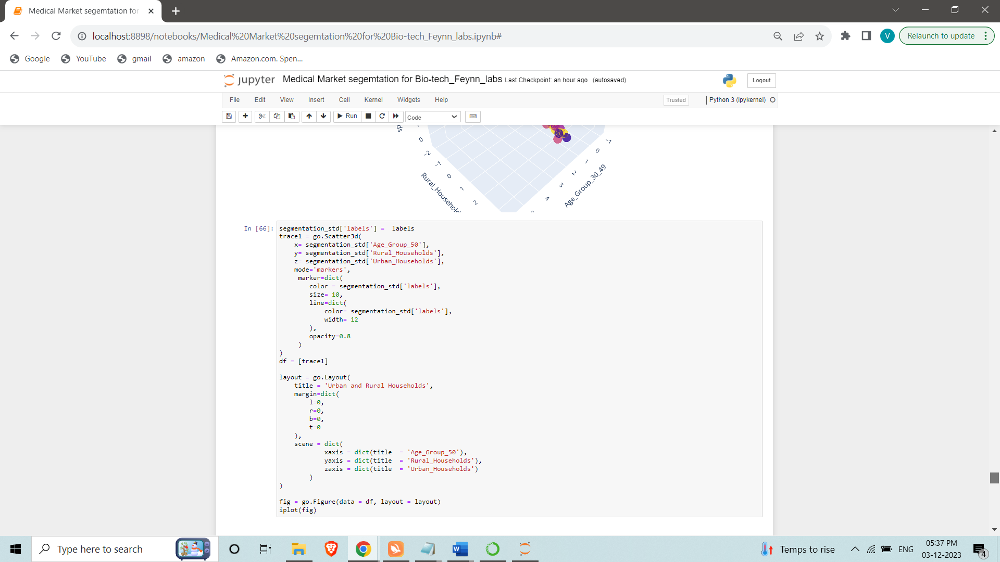 Medical Market segemtation for
localhost:8898/notebooks/Medical%20Market%20segemtation%20for%20Bio-tech_Feynn_labs.ipynb#
V
Relaunch to update
Google
YouTube
gmail
amazon
Amazon.com. Spen...
jupyter
Medical Market segemtation for Bio-tech_Feynn_labs Last Checkpoint: an hour ago (autosaved)
Logout
File Edit View Insert Cell Kernel Widgets Help
Trusted
Python 3 (ipykernel)
Run
Code
ds
0
−2
−1
0
1
2
Rural_Househol
−1
0
1
2
3
4
Age_Group_30_49
In [66]:
segmentation_std['labels'] =  labels
trace1 = go.Scatter3d(
    x= segmentation_std['Age_Group_50'],
    y= segmentation_std['Rural_Households'],
    z= segmentation_std['Urban_Households'],
    mode='markers',
     marker=dict(
        color = segmentation_std['labels'],
        size= 10,
        line=dict(
            color= segmentation_std['labels'],
            width= 12
        ),
        opacity=0.8
     )
)
df = [trace1]
layout = go.Layout(
    title = 'Urban and Rural Households',
    margin=dict(
        l=0,
        r=0,
        b=0,
        t=0
    ),
    scene = dict(
            xaxis = dict(title  = 'Age_Group_50'),
            yaxis = dict(title  = 'Rural_Households'),
            zaxis = dict(title  = 'Urban_Households')
        )
)
fig = go.Figure(data = df, layout = layout)
iplot(fig)
Type here to search
W
Temps to rise
ENG
05:37 PM
03-12-2023
4